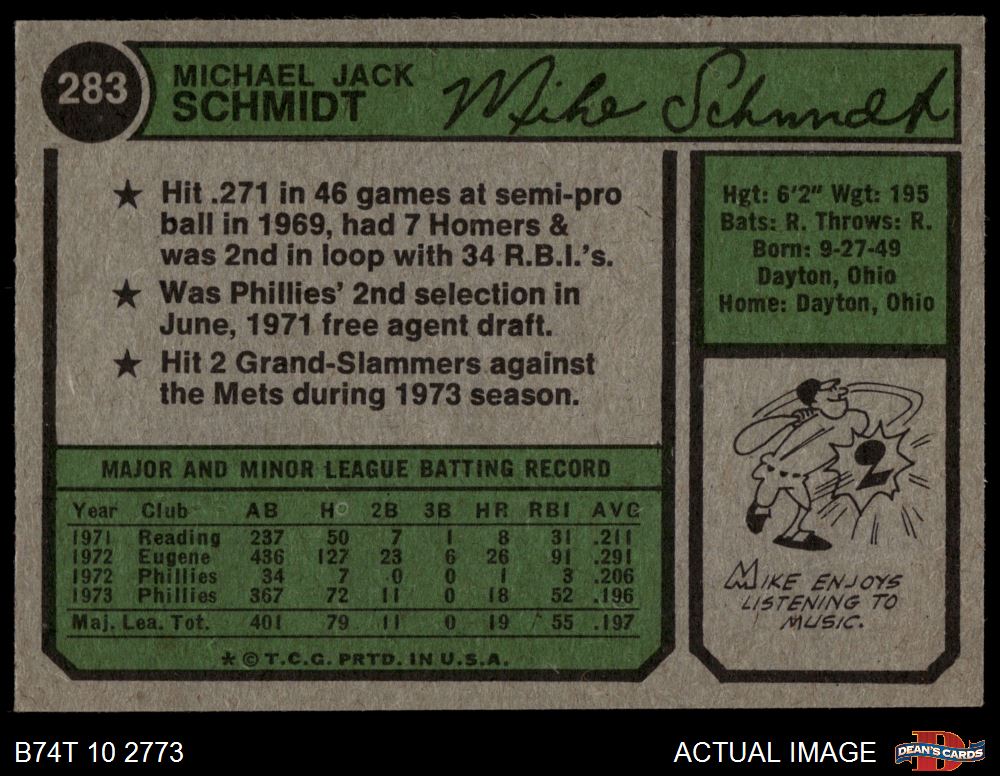 283
MICHAEL JACK
SCHMIDT
Mike Schmidt
★ Hit .271 in 46 games at semi-pro
ball in 1969, had 7 Homers &
was 2nd in loop with 34 R.B.I.'s.
★ Was Phillies' 2nd selection in
June, 1971 free agent draft.
★ Hit 2 Grand-Slammers against
the Mets during 1973 season.
MAJOR AND MINOR LEAGUE BATTING RECORD
Year Club AB H 2B 3B HR RBI AVG
1971 Reading 237 50 7 1 8 31 .211
1972 Eugene 436 127 23 6 26 91 .291
1972 Phillies 34 7 0 0 1 3 .206
1973 Phillies 367 72 11 0 18 52 .196
Maj. Lea. Tot. 401 79 11 0 19 55 .197
* © T.C.G. PRTD. IN U.S.A.
Hgt: 6'2" Wgt: 195
Bats: R. Throws: R.
Born: 9-27-49
Dayton, Ohio
Home: Dayton, Ohio
2
MIKE ENJOYS
LISTENING TO
MUSIC.
B74T 10 2773
ACTUAL IMAGE
DEAN'S CARDS